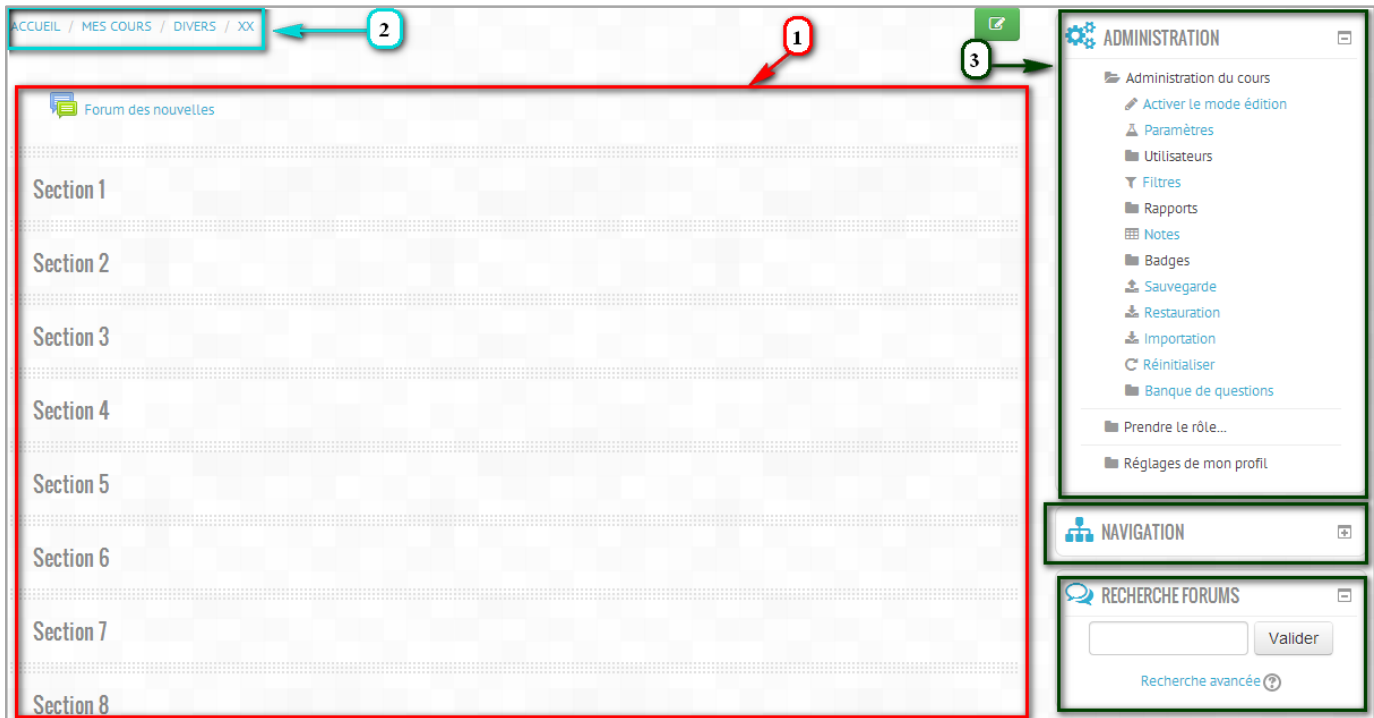 ACCUEIL / MES COURS / DIVERS / XX
2
1
3
Forum des nouvelles
Section 1
Section 2
Section 3
Section 4
Section 5
Section 6
Section 7
Section 8
ADMINISTRATION
Administration du cours
Activer le mode édition
Paramètres
Utilisateurs
Filtres
Rapports
Notes
Badges
Sauvegarde
Restauration
Importation
Réinitialiser
Banque de questions
Prendre le rôle...
Réglages de mon profil
NAVIGATION
RECHERCHE FORUMS
Valider
Recherche avancée ?